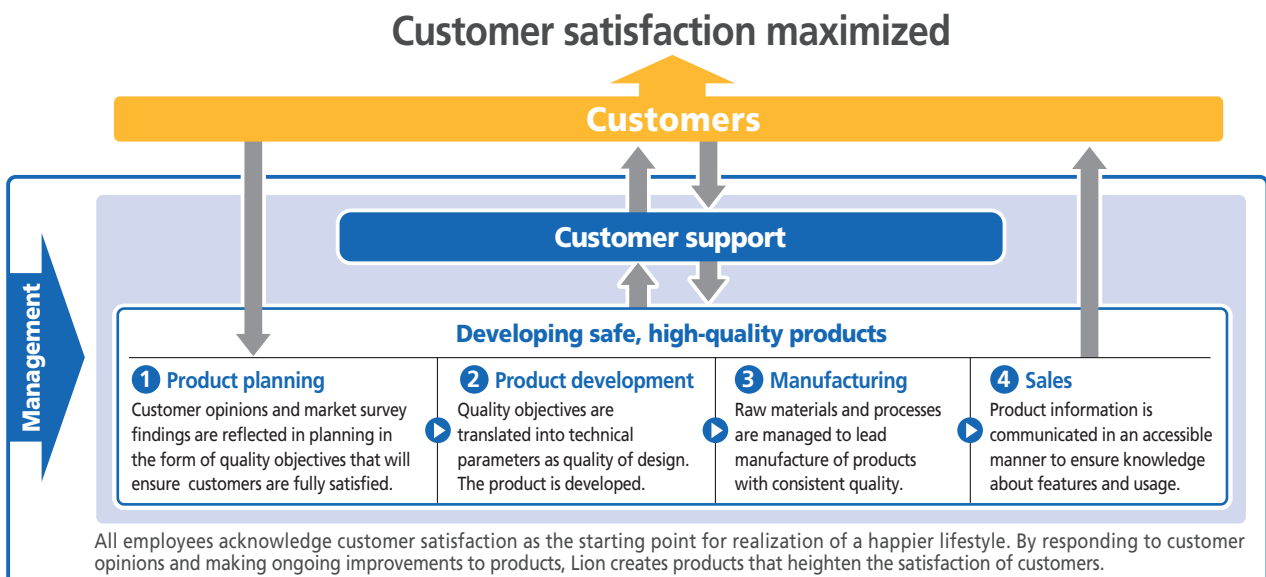 Customer satisfaction maximized
Customers
Customer support
Management
Developing safe, high-quality products
1 Product planning
Customer opinions and market survey
findings are reflected in planning in
the form of quality objectives that will
ensure customers are fully satisfied.
2 Product development
Quality objectives are
translated into technical
parameters as quality of design.
The product is developed.
3 Manufacturing
Raw materials and processes
are managed to lead
manufacture of products
with consistent quality.
4 Sales
Product information is
communicated in an accessible
manner to ensure knowledge
about features and usage.
All employees acknowledge customer satisfaction as the starting point for realization of a happier lifestyle. By responding to customer
opinions and making ongoing improvements to products, Lion creates products that heighten the satisfaction of customers.